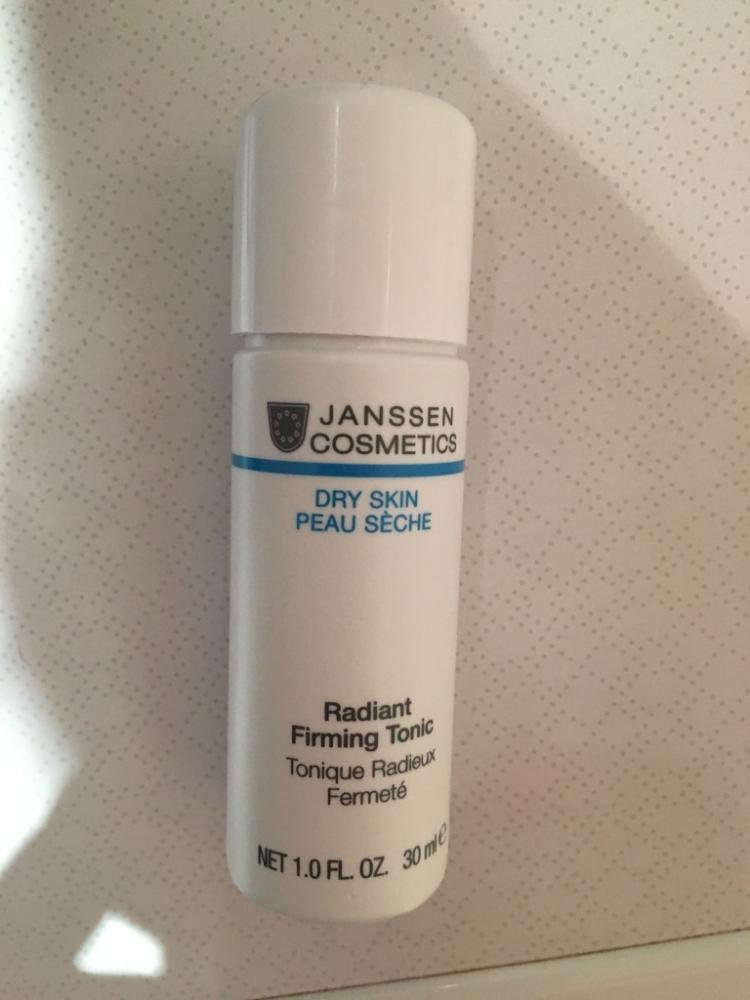 JANSSEN
COSMETICS
DRY SKIN
PEAU SÈCHE
Radiant
Firming Tonic
Tonique Radieux
Fermeté
NET 1.0 FL. OZ. 30 ml ℮